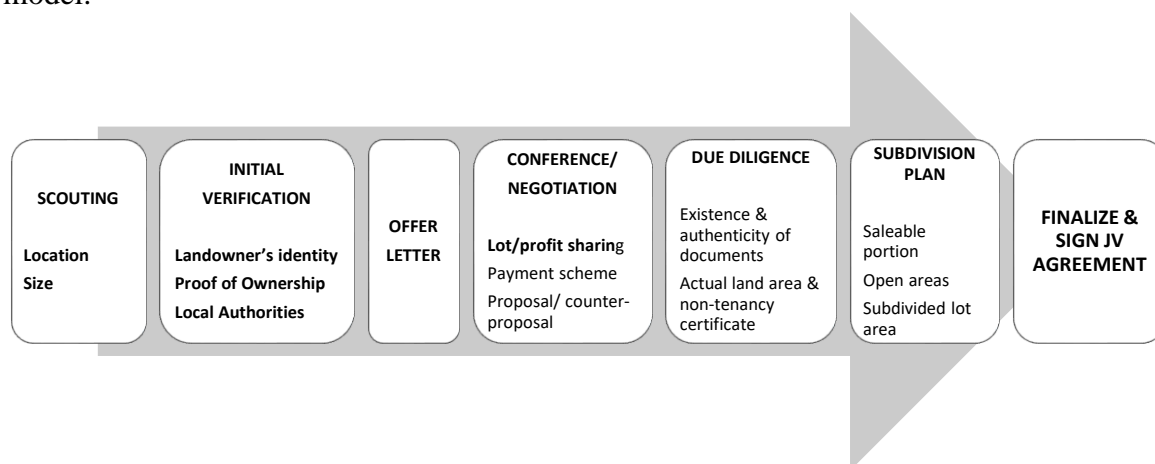 model.
SCOUTING
Location
Size
INITIAL
VERIFICATION
Landowner's identity
Proof of Ownership
Local Authorities
OFFER
LETTER
CONFERENCE/
NEGOTIATION
Lot/profit sharing
Payment scheme
Proposal/ counter-
proposal
DUE DILIGENCE
Existence &
authenticity of
documents
Actual land area &
non-tenancy
certificate
SUBDIVISION
PLAN
Saleable
portion
Open areas
Subdivided lot
area
FINALIZE &
SIGN JV
AGREEMENT